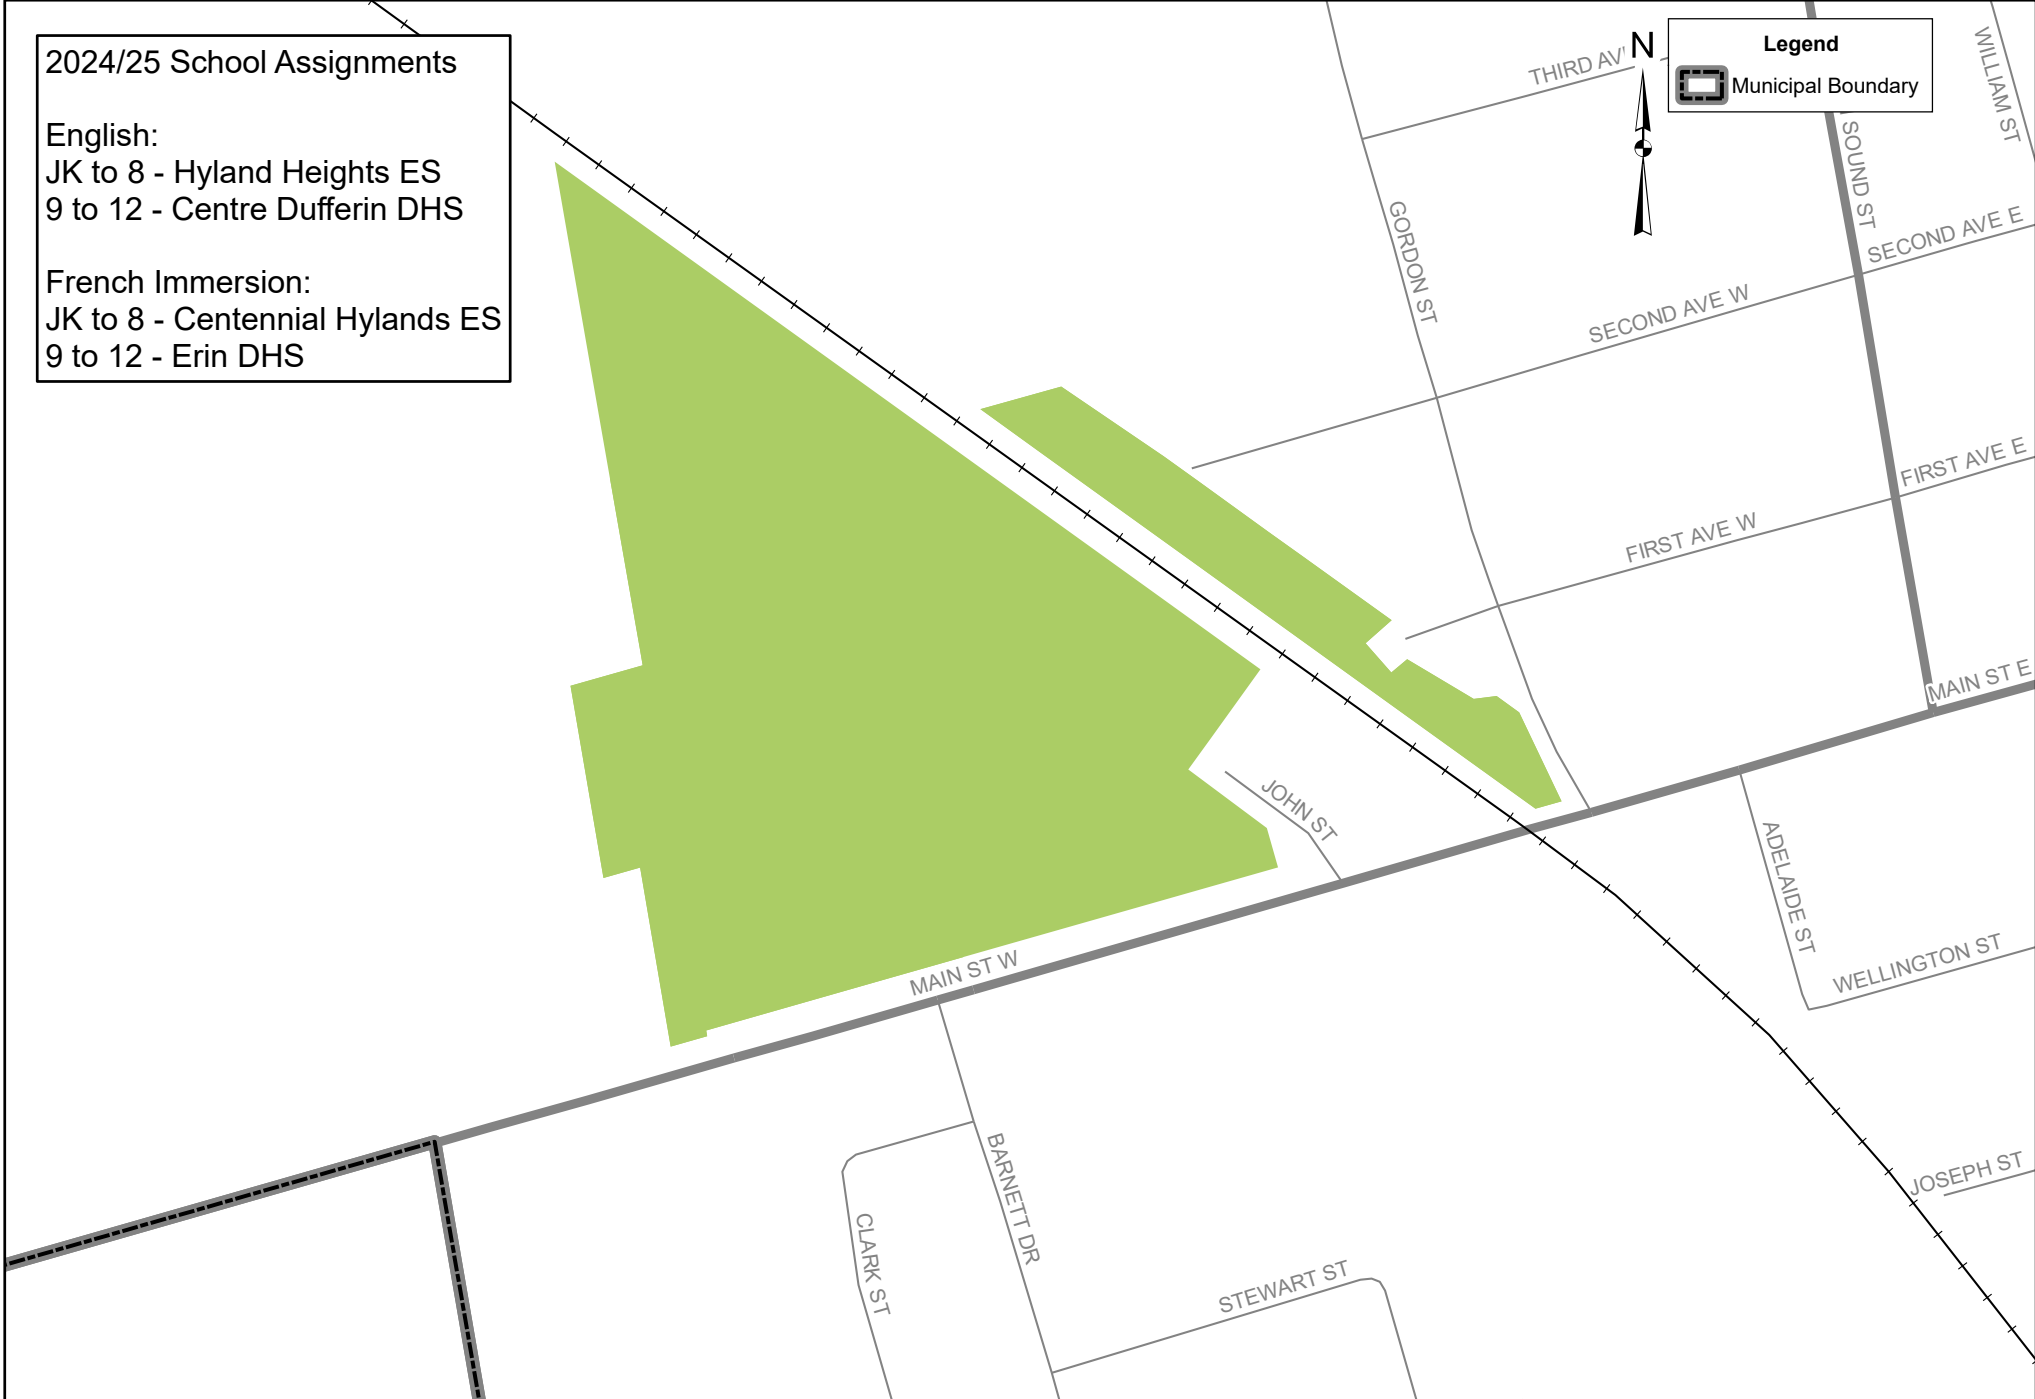 2024/25 School Assignments
English:
JK to 8 - Hyland Heights ES
9 to 12 - Centre Dufferin DHS
French Immersion:
JK to 8 - Centennial Hylands ES
9 to 12 - Erin DHS
THIRD AV
N
Legend
Municipal Boundary
WILLIAM ST
SOUND ST
GORDON ST
SECOND AVE E
SECOND AVE W
FIRST AVE E
FIRST AVE W
MAIN ST E
JOHN ST
ADELAIDE ST
WELLINGTON ST
MAIN ST W
BARNETT DR
JOSEPH ST
CLARK ST
STEWART ST